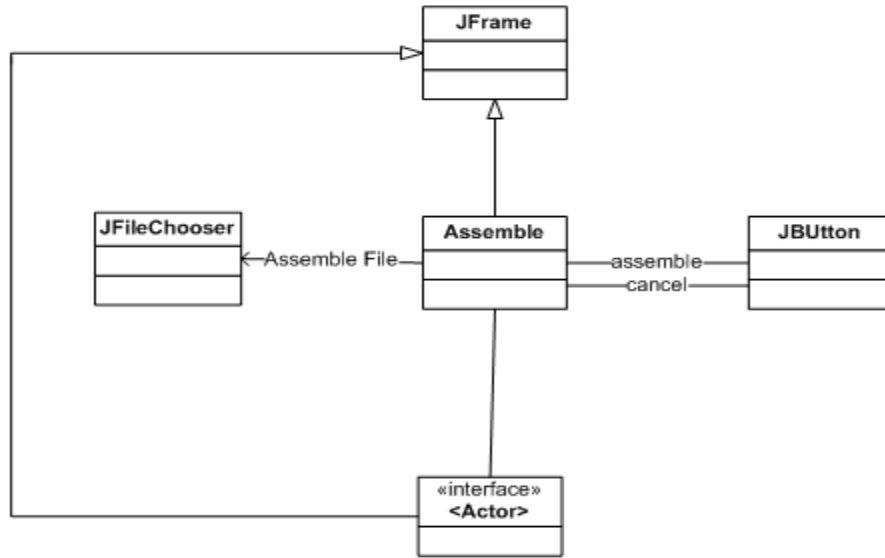 JFrame
JFileChooser
Assemble
JBUtton
Assemble File
assemble
cancel
«interface»
<Actor>